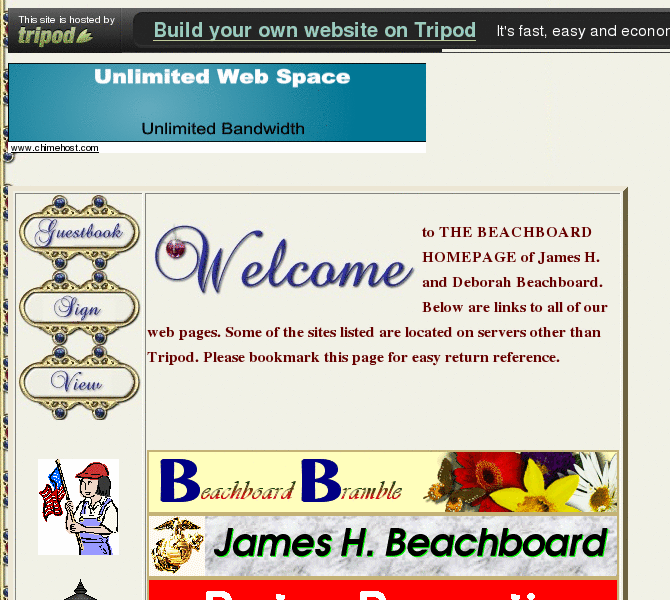 This site is hosted by
tripod
Build your own website on Tripod
It's fast, easy and
Unlimited Web Space
Unlimited Bandwidth
www.chimehost.com
Guestbook
Sign
View
Welcome
to THE BEACHBOARD
HOMEPAGE of James H.
and Deborah Beachboard.
Below are links to all of our
web pages. Some of the sites listed are located on servers other than
Tripod. Please bookmark this page for easy return reference.
Beachboard Bramble
James H. Beachboard